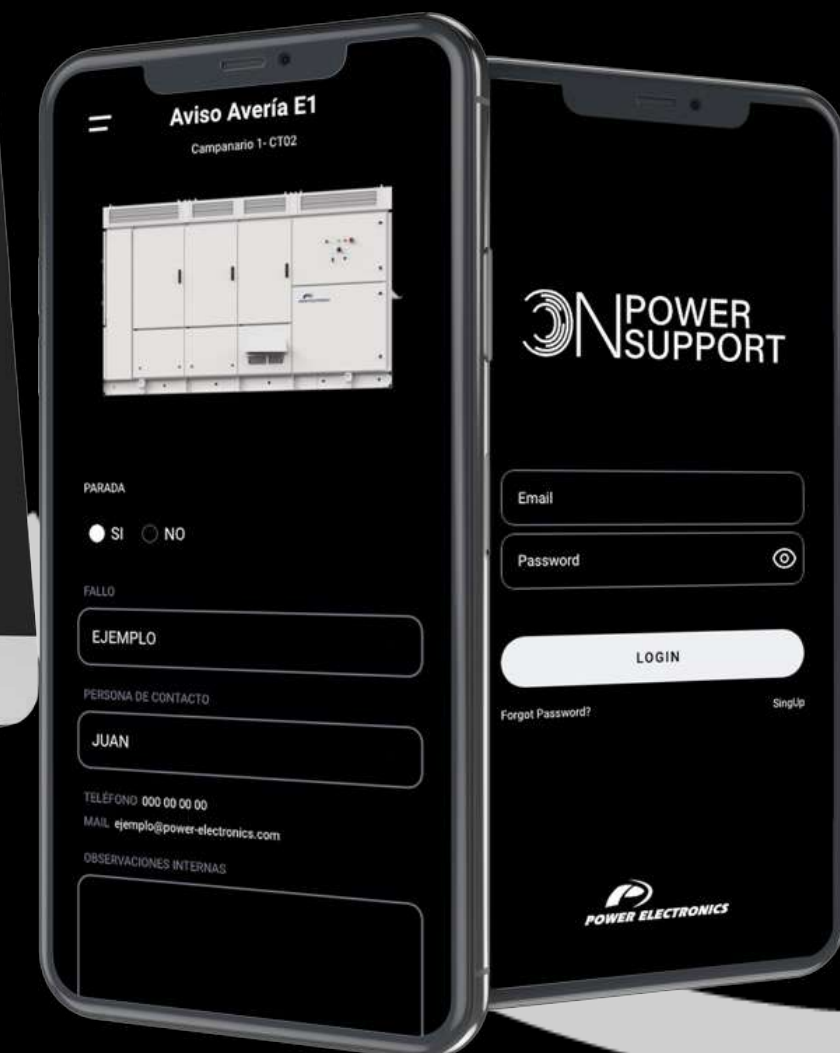 Aviso Avería E1
Campanario 1- CT02
PARADA
SI
NO
FALLO
EJEMPLO
PERSONA DE CONTACTO
JUAN
TELÉFONO 000 00 00 00
MAIL ejemplo@power-electronics.com
OBSERVACIONES INTERNAS
ON POWER
SUPPORT
Email
Password
LOGIN
Forgot Password?
SingUp
POWER ELECTRONICS